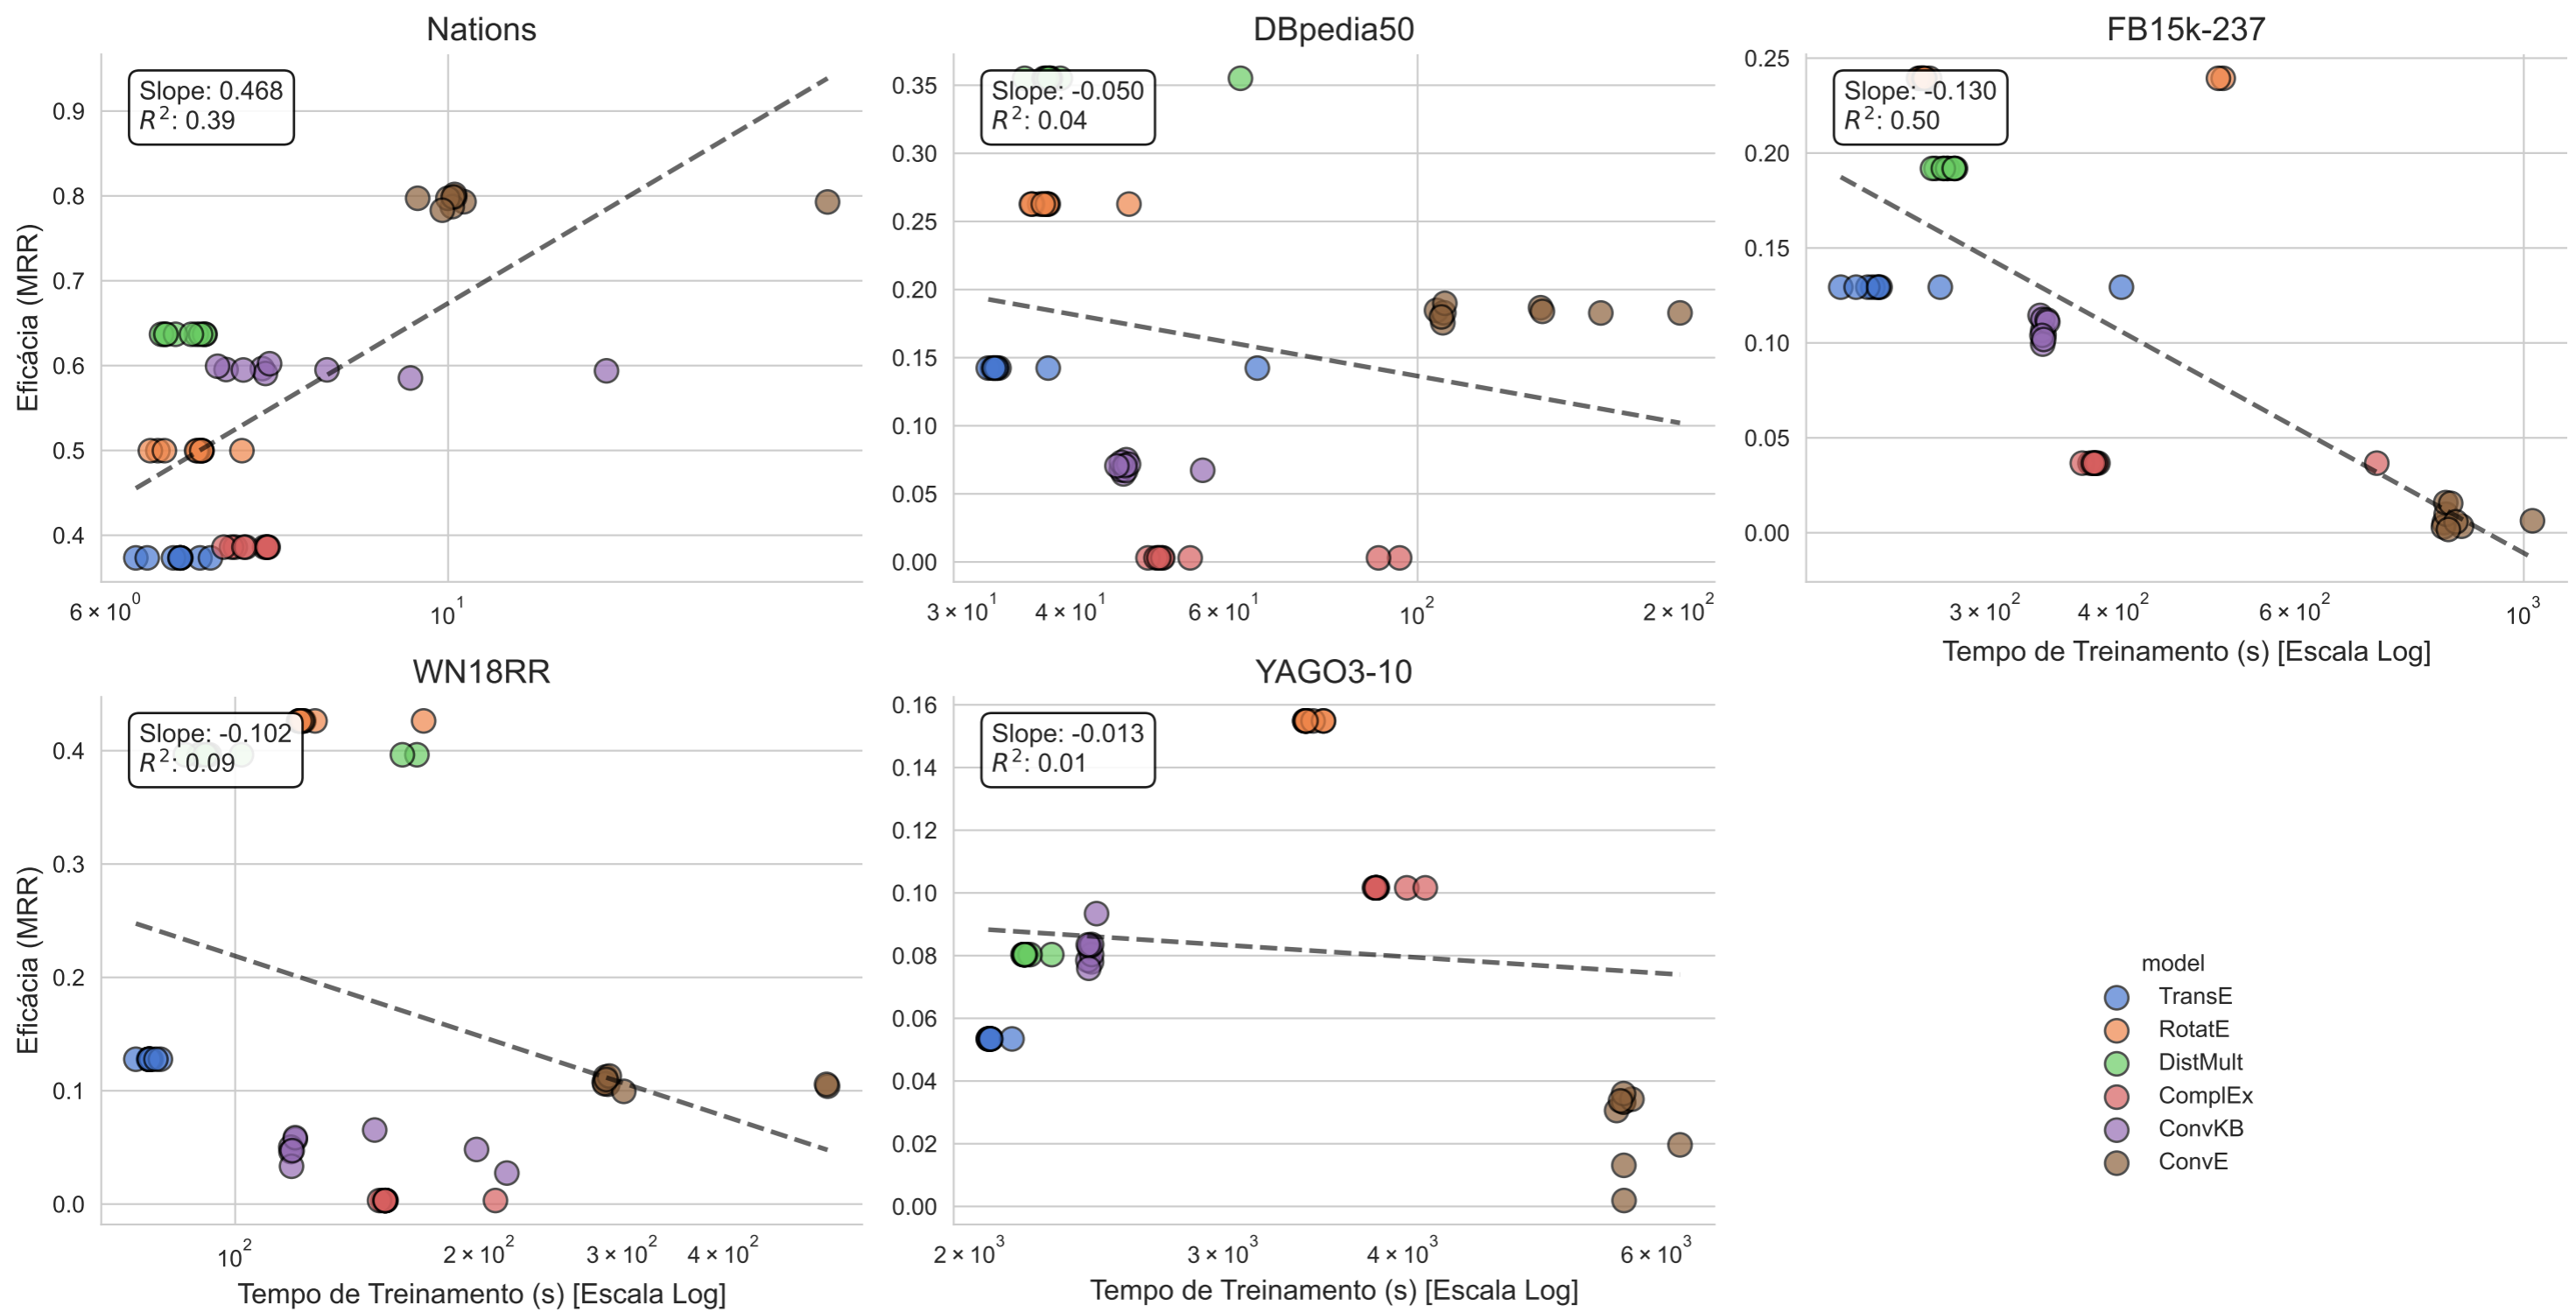 Nations
Slope: 0.468
R²: 0.39
Eficácia (MRR)
0.9
0.8
0.7
0.6
0.5
0.4
6 × 10⁰
10¹
DBpedia50
Slope: -0.050
R²: 0.04
0.35
0.30
0.25
0.20
0.15
0.10
0.05
0.00
3 × 10¹
4 × 10¹
6 × 10¹
10²
2 × 10²
FB15k-237
Slope: -0.130
R²: 0.50
0.25
0.20
0.15
0.10
0.05
0.00
3 × 10²
4 × 10²
6 × 10²
10³
Tempo de Treinamento (s) [Escala Log]
WN18RR
Slope: -0.102
R²: 0.09
Eficácia (MRR)
0.4
0.3
0.2
0.1
0.0
10²
2 × 10²
3 × 10²
4 × 10²
Tempo de Treinamento (s) [Escala Log]
YAGO3-10
Slope: -0.013
R²: 0.01
0.16
0.14
0.12
0.10
0.08
0.06
0.04
0.02
0.00
2 × 10³
3 × 10³
4 × 10³
6 × 10³
Tempo de Treinamento (s) [Escala Log]
model
TransE
RotatE
DistMult
ComplEx
ConvKB
ConvE